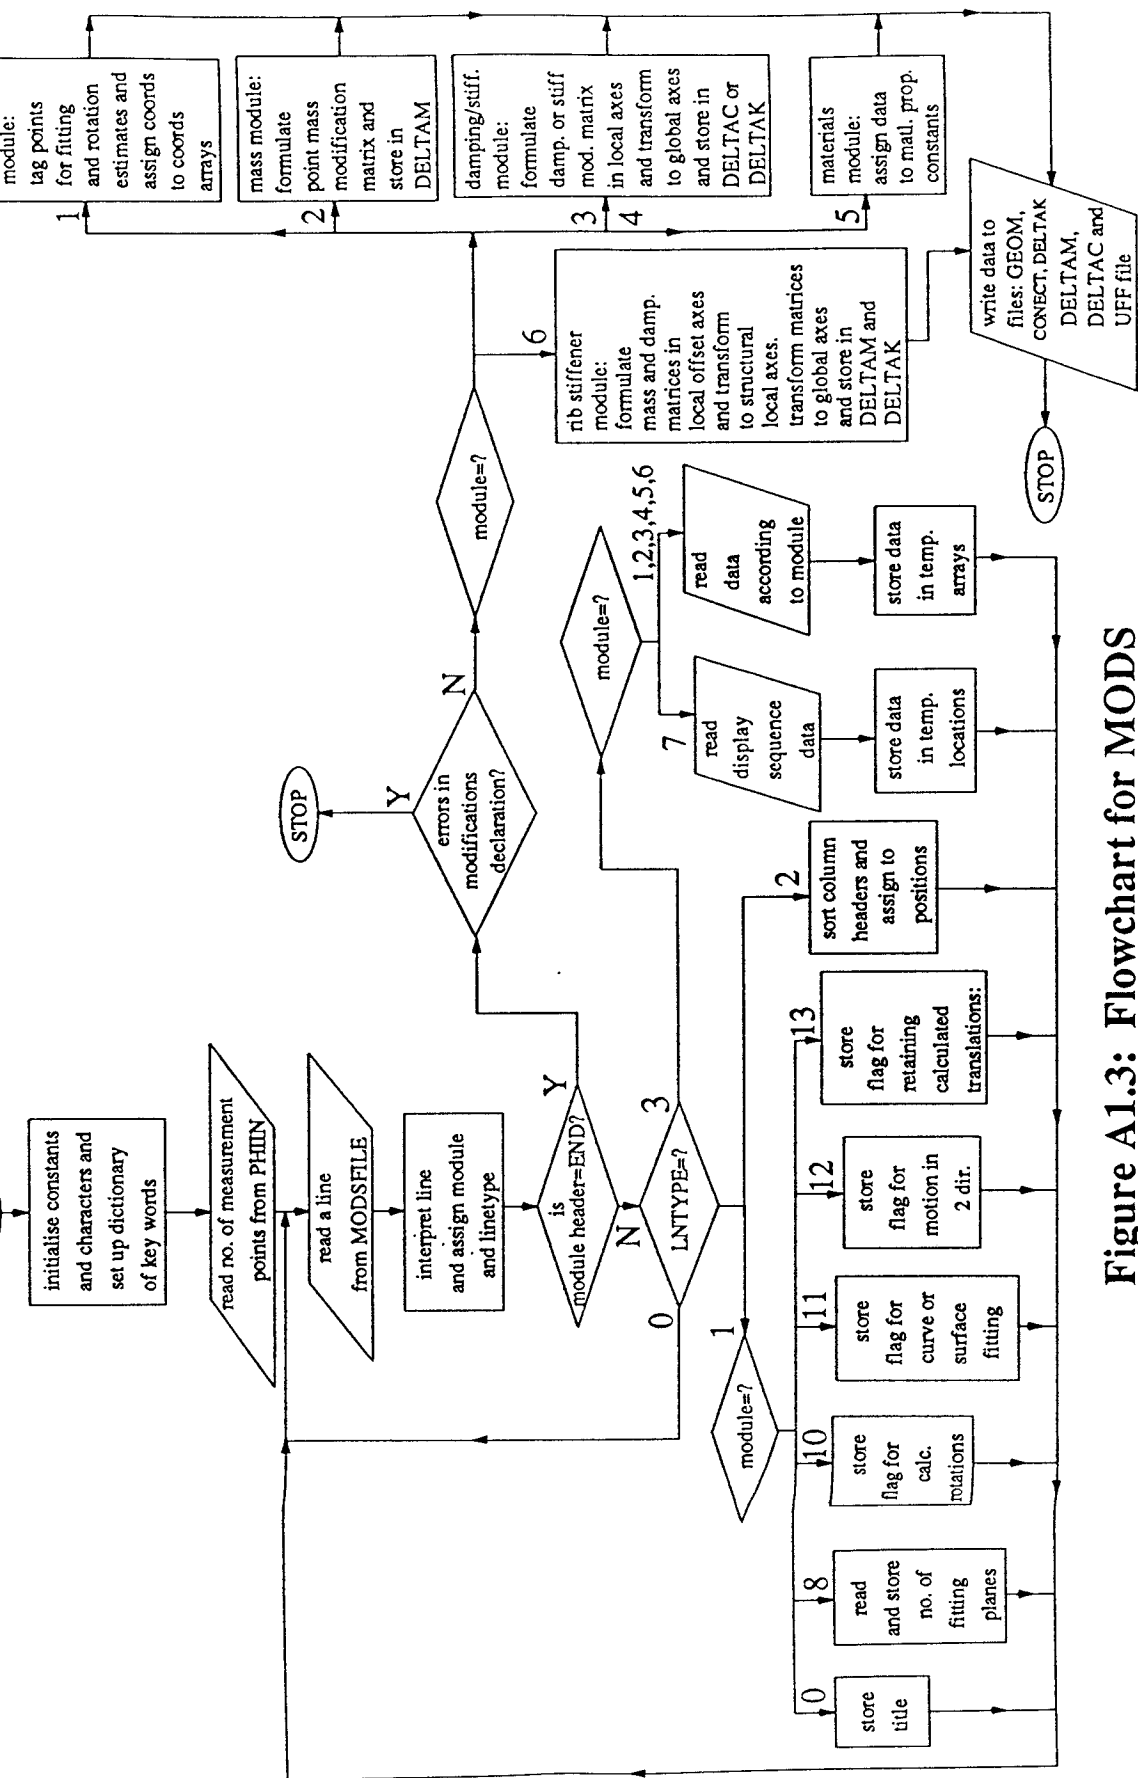 module:
tag points
for fitting
and rotation
estimates and
assign coords
to coords
arrays
1
mass module:
formulate
point mass
modification
matrix and
store in
DELTAM
2
damping/stiff.
module:
formulate
damp. or stiff
mod. matrix
in local axes
and transform
to global axes
and store in
DELTAC or
DELTAK
3
4
materials
module:
assign data
to matl. prop.
constants
5
6
rib stiffener
module:
formulate
mass and damp.
matrices in
local offset axes
and transform
to structural
local axes.
transform matrices
to global axes
and store in
DELTAM and
DELTAK
write data to
files: GEOM,
CONECT, DELTAK
DELTAM,
DELTAC and
UFF file
STOP
module=?
N
errors in
modifications
declaration?
Y
STOP
module=?
1,2,3,4,5,6
read
data
according
to module
store data
in temp.
arrays
7
read
display
sequence
data
store data
in temp.
locations
initialise constants
and characters and
set up dictionary
of key words
read no. of measurement
points from PHIIN
read a line
from MODSFILE
interpret line
and assign module
and linetype
is
module header=END?
Y
N
LNTYPE=?
3
0
2
sort column
headers and
assign to
positions
1
module=?
13
store
flag for
retaining
calculated
translations:
12
store
flag for
motion in
2 dir.
11
store
flag for
curve or
surface
fitting
10
store
flag for
calc.
rotations
8
read
and store
no. of
fitting
planes
0
store
title
Figure A1.3: Flowchart for MODS